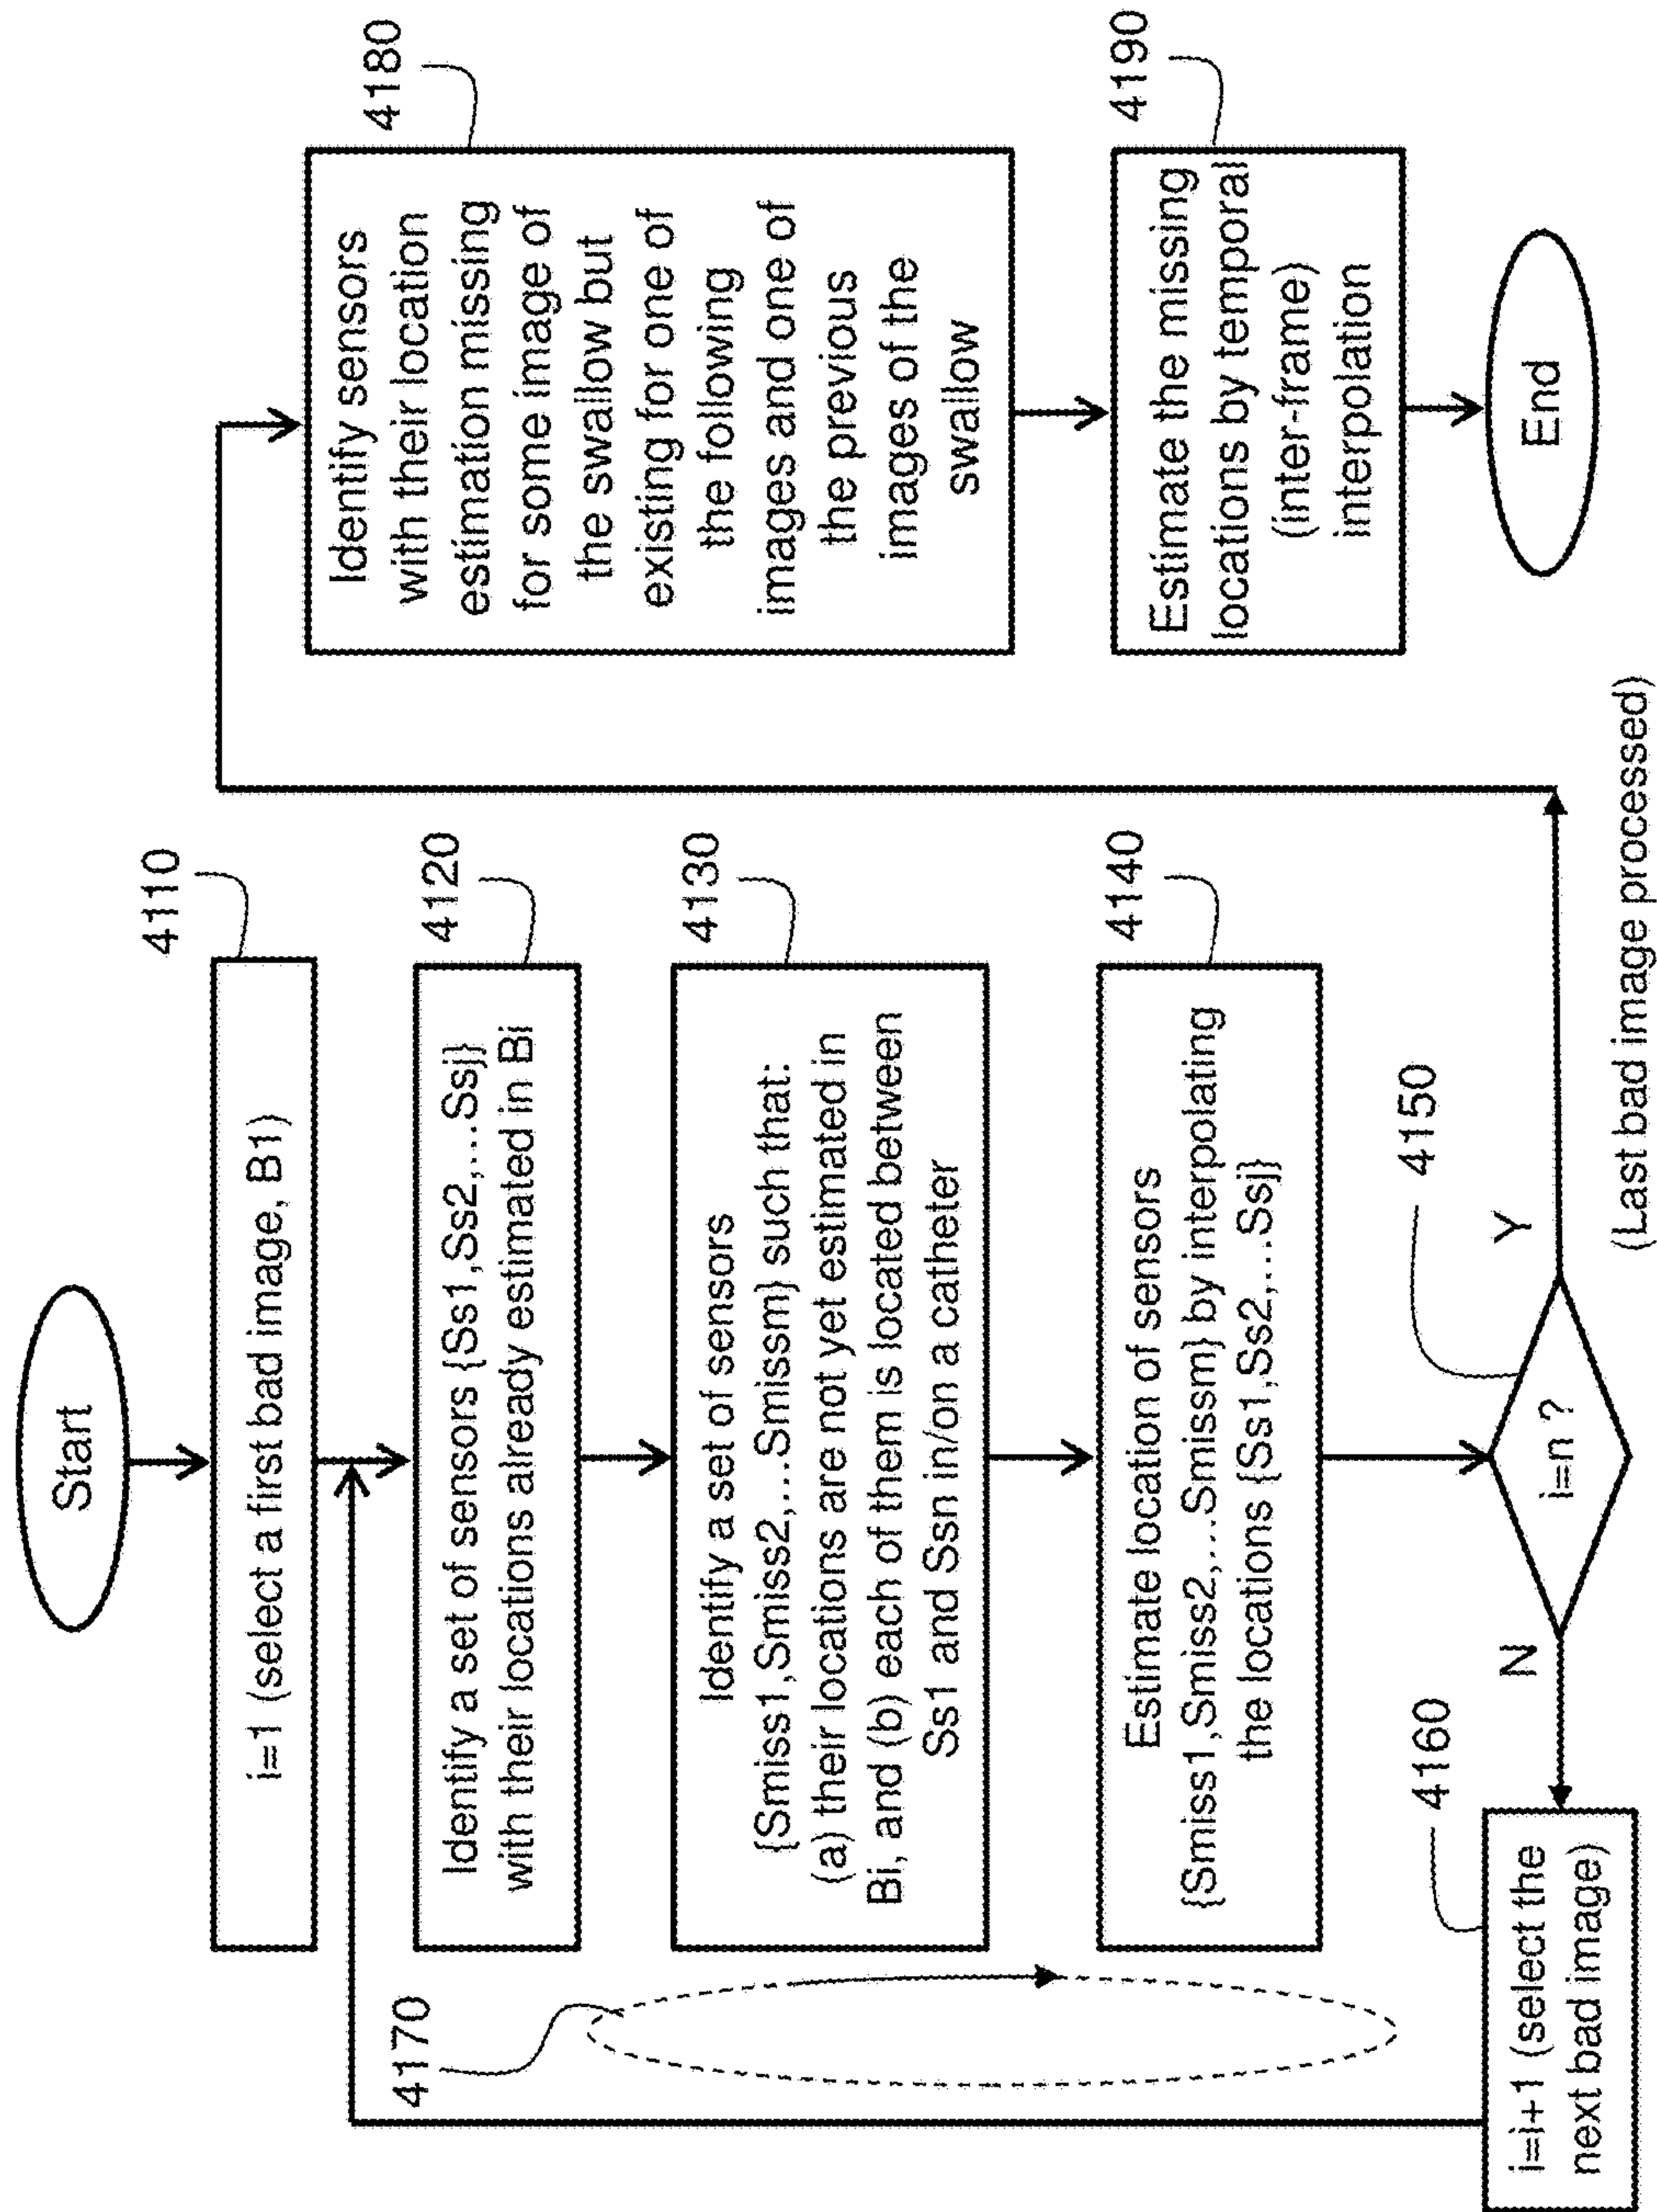 Start
4110
i=1 (select a first bad image, B1)
4120
Identify a set of sensors {Ss1,Ss2,...Ssj}
with their locations already estimated in Bi
4130
Identify a set of sensors
{Smiss1,Smiss2,...Smissm} such that:
(a) their locations are not yet estimated in
Bi, and (b) each of them is located between
Ss1 and Ssn in/on a catheter
4140
Estimate location of sensors
{Smiss1,Smiss2,...Smissm} by interpolating
the locations {Ss1,Ss2,...Ssj}
4150
i=n ?
N
Y
(Last bad image processed)
4160
i=i+1 (select the
next bad image)
4170
4180
Identify sensors
with their location
estimation missing
for some image of
the swallow but
existing for one of
the following
images and one of
the previous
images of the
swallow
4190
Estimate the missing
locations by temporal
(inter-frame)
interpolation
End